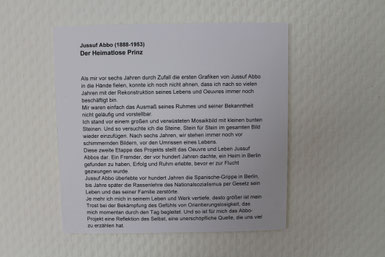 Jussuf Abbo (1888-1953)
Der Heimatlose Prinz
Als mir vor sechs Jahren durch Zufall die ersten Grafiken von Jussuf Abbo
in die Hände fielen, konnte ich noch nicht ahnen, dass ich nach so vielen
Jahren mit der Rekonstruktion seines Lebens und Oeuvres immer noch
beschäftigt bin.
Mir waren einfach das Ausmaß seines Ruhmes und seiner Bekanntheit
nicht geläufig und vorstellbar.
Ich stand vor einem großen und verwüsteten Mosaikbild mit kleinen bunten
Steinen. Und so versuchte ich die Steine, Stein für Stein im gesamten Bild
wieder einzufügen. Nach sechs Jahren, wir stehen immer noch vor
schimmernden Bildern, vor den Umrissen eines Lebens.
Diese zweite Etappe des Projekts stellt das Oeuvre und Leben Jussuf
Abbos dar. Ein Fremder, der vor hundert Jahren dachte, ein Heim in Berlin
gefunden zu haben, Erfolg und Ruhm erlebte, bevor er zur Flucht
gezwungen wurde.
Jussuf Abbo überlebte vor hundert Jahren die Spanische-Grippe in Berlin,
bis Jahre später die Rassenlehre des Nationalsozialismus per Gesetz sein
Leben und das seiner Familie zerstörte.
Je mehr ich mich in seinem Leben und Werk vertiefe, desto größer ist mein
Trost bei der Bekämpfung des Gefühls von Orientierungslosigkeit, das
mich momentan durch den Tag begleitet. Und so ist für mich das Abbo-
Projekt eine Reflektion des Seins, eine unerschöpfliche Quelle, die uns viel
zu erzählen hat.